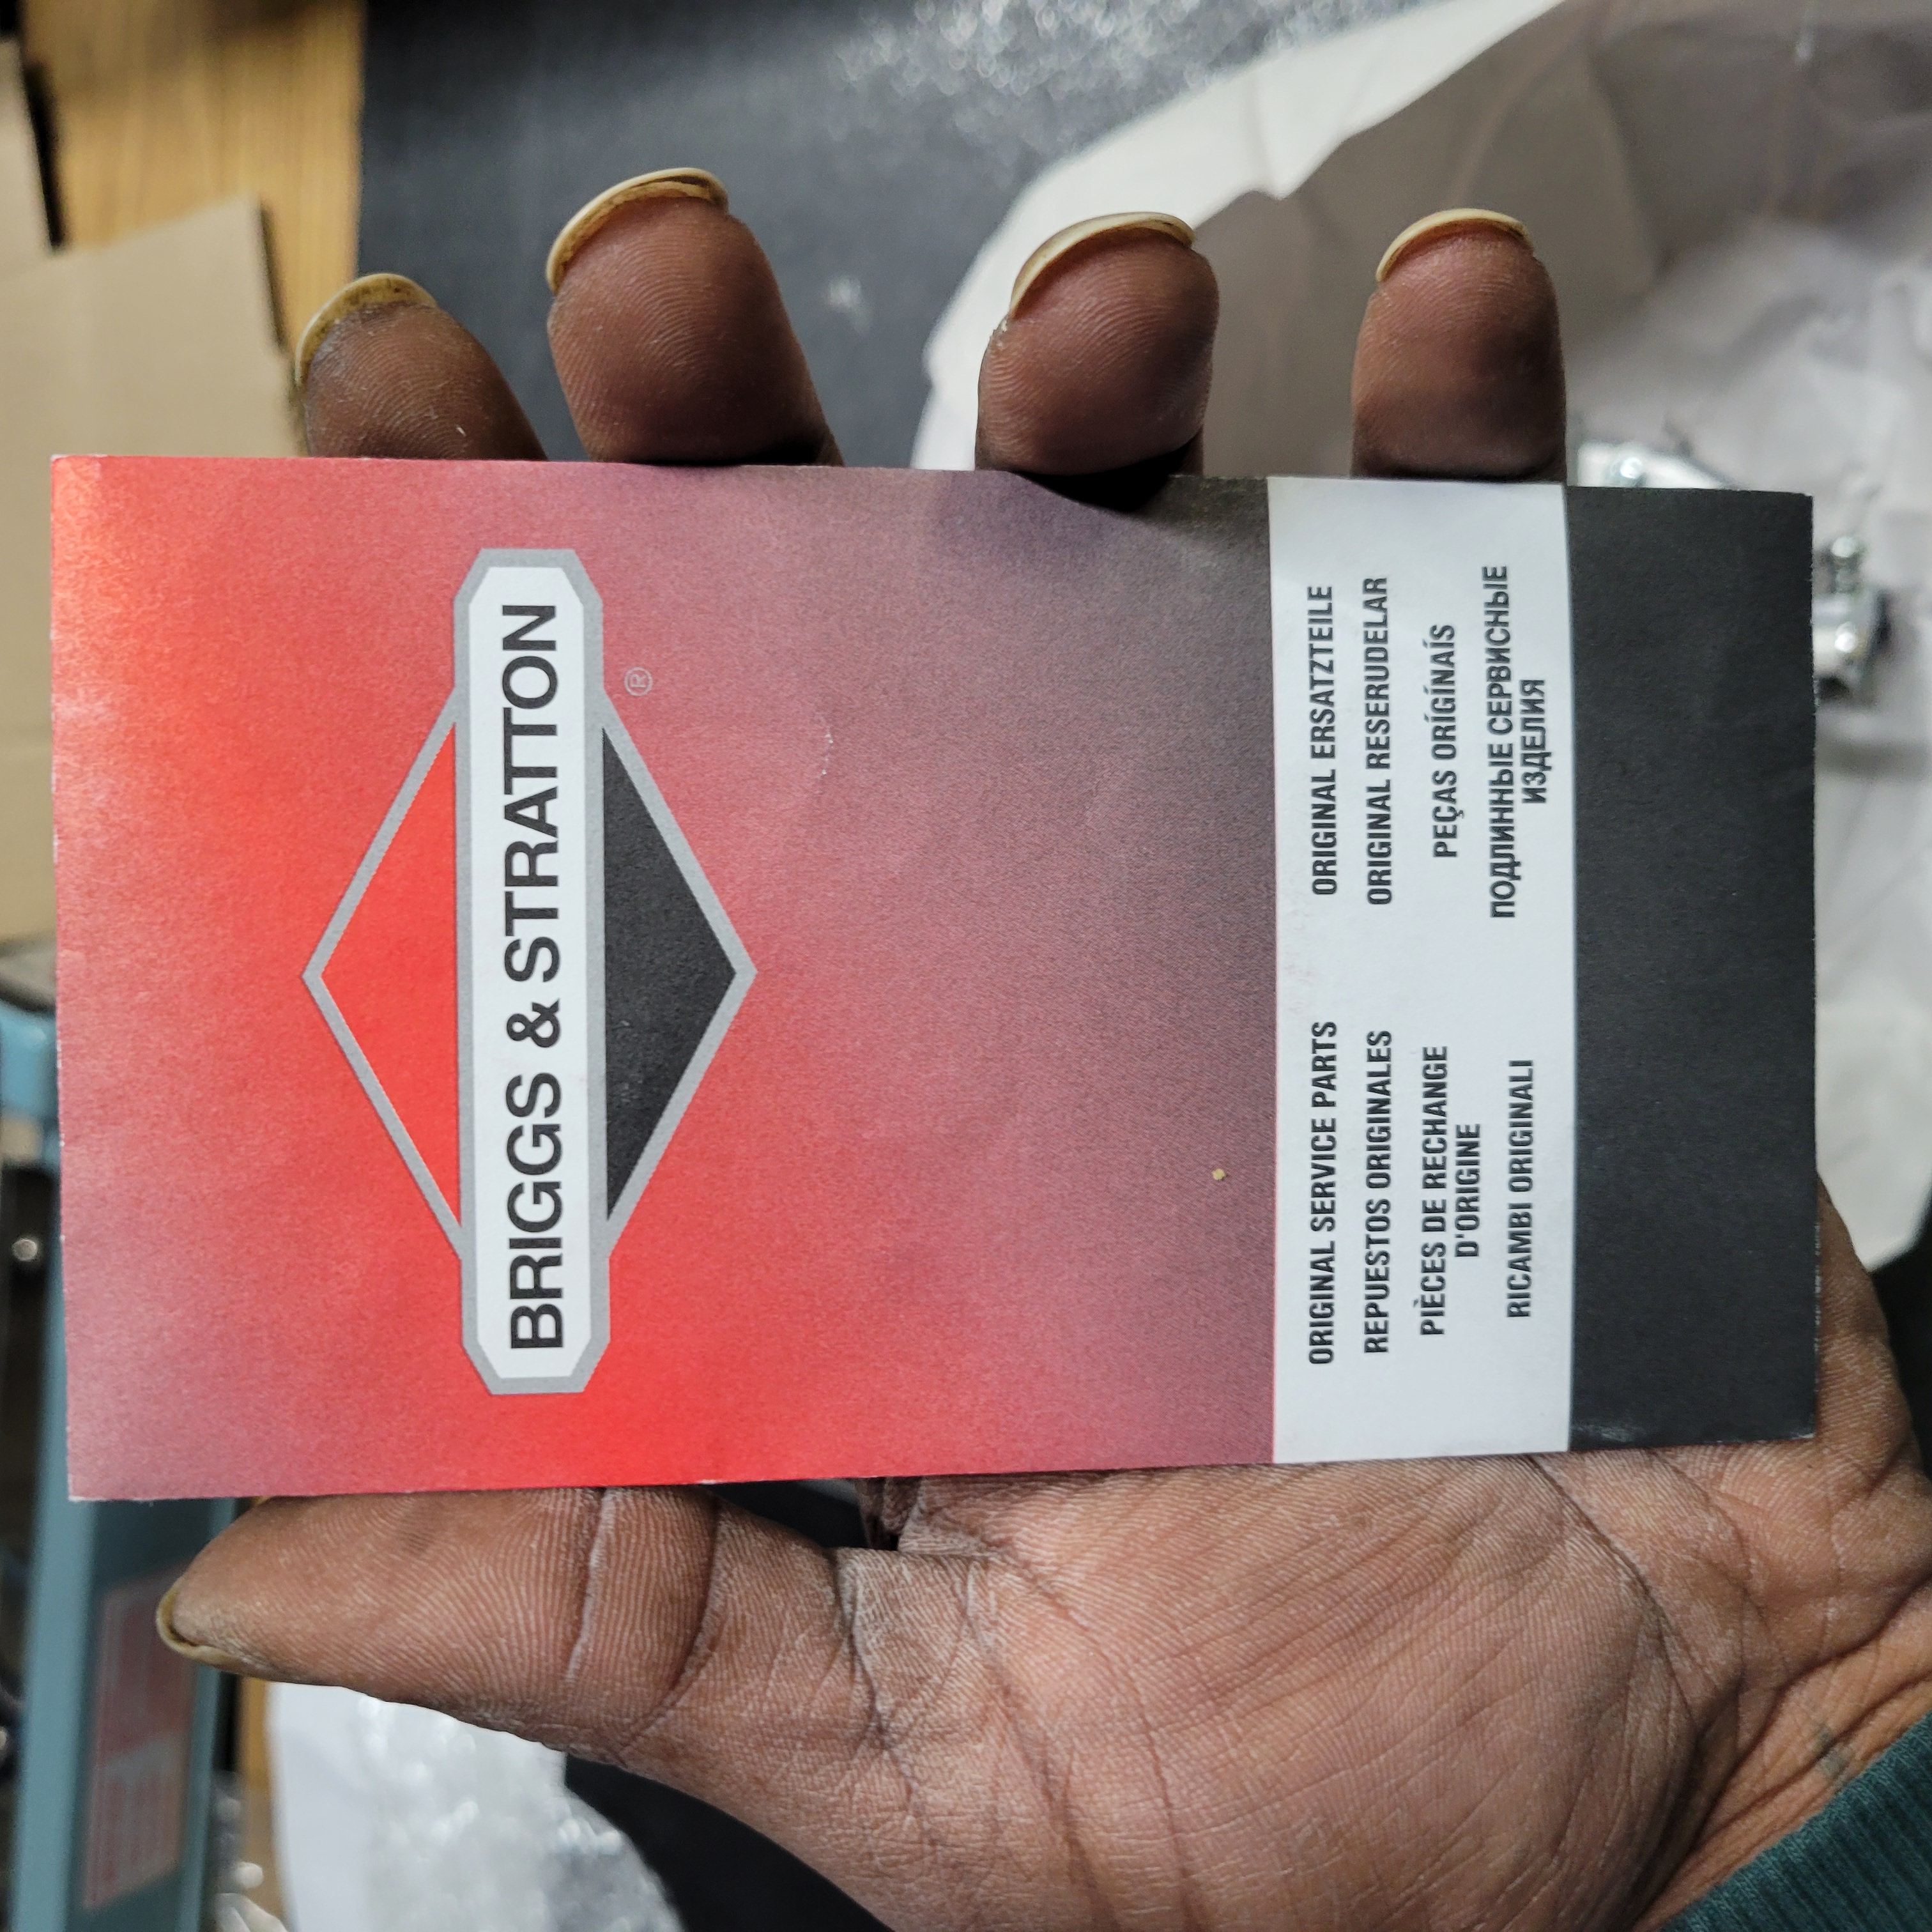 BRIGGS & STRATTON
®
ORIGINAL SERVICE PARTS
REPUESTOS ORIGINALES
PIÈCES DE RECHANGE
D'ORIGINE
RICAMBI ORIGINALI
ORIGINAL ERSATZTEILE
ORIGINAL RESERUDELAR
PEÇAS ORÍGÍNAÍS
ПОДЛИННЫЕ СЕРВИСНЫЕ
ИЗДЕЛИЯ